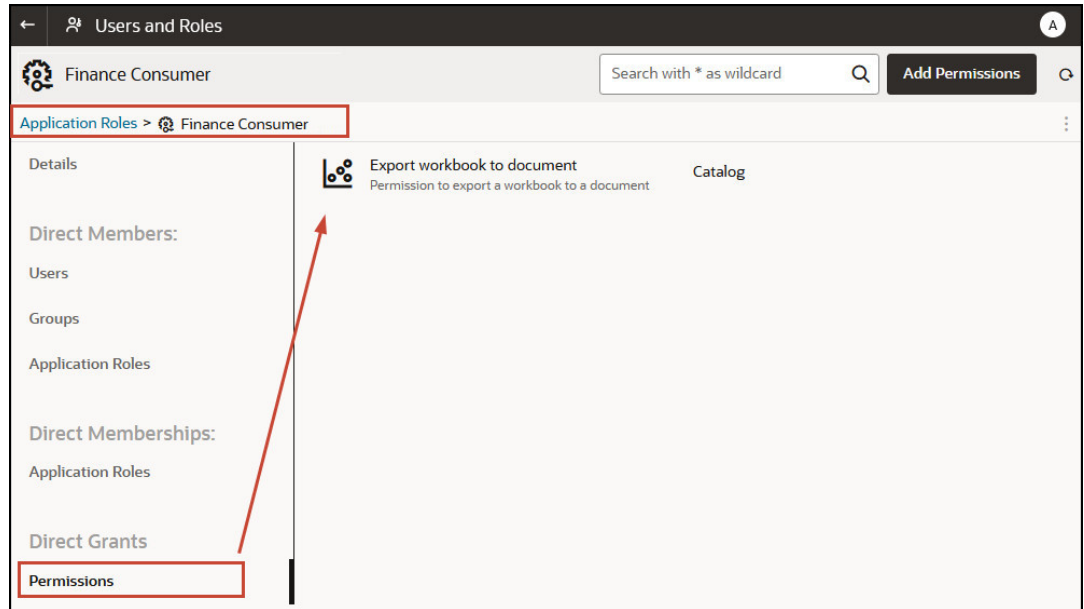 ← Users and Roles A
Finance Consumer Search with * as wildcard Add Permissions
Application Roles > Finance Consumer
Details
Export workbook to document Catalog
Permission to export a workbook to a document
Direct Members:
Users
Groups
Application Roles
Direct Memberships:
Application Roles
Direct Grants
Permissions